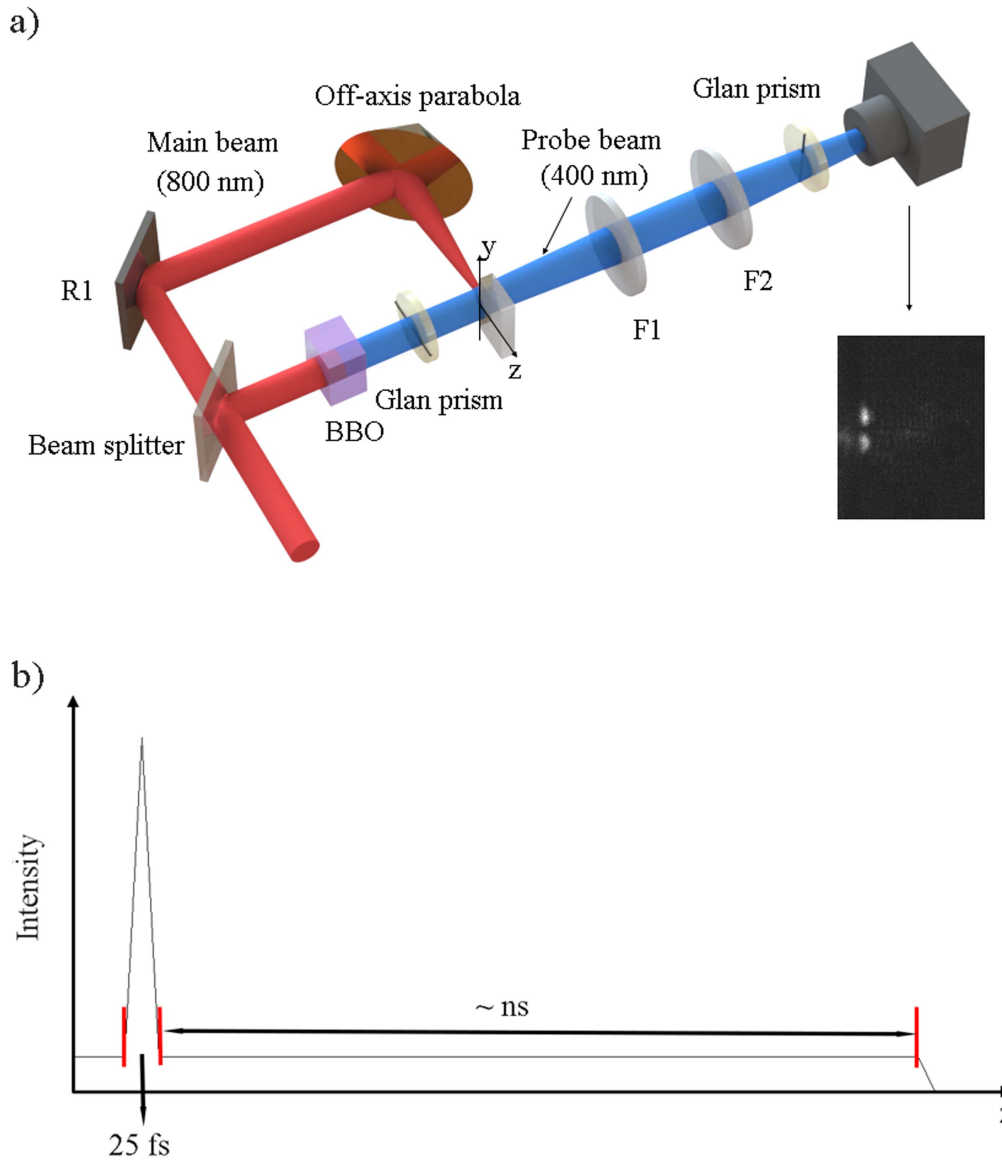 a)
Off-axis parabola
Glan prism
Main beam
(800 nm)
Probe beam
(400 nm)
y
R1
F2
F1
z
Glan prism
BBO
Beam splitter
b)
Intensity
~ ns
z
25 fs